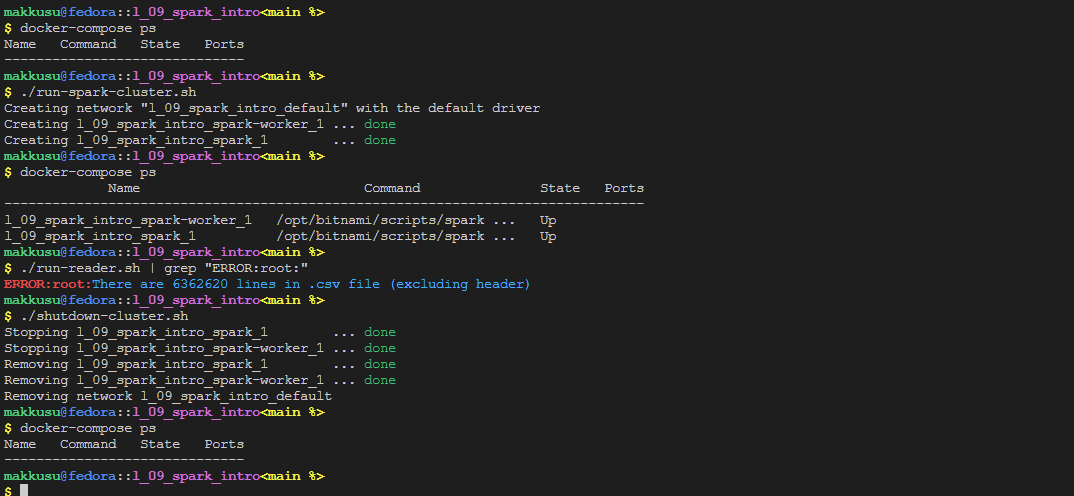 makkusu@fedora::l_09_spark_intro<main %>
$ docker-compose ps
Name   Command   State   Ports
------------------------------
makkusu@fedora::l_09_spark_intro<main %>
$ ./run-spark-cluster.sh
Creating network "l_09_spark_intro_default" with the default driver
Creating l_09_spark_intro_spark-worker_1 ... done
Creating l_09_spark_intro_spark_1        ... done
makkusu@fedora::l_09_spark_intro<main %>
$ docker-compose ps
             Name                            Command               State   Ports
--------------------------------------------------------------------------------
l_09_spark_intro_spark-worker_1   /opt/bitnami/scripts/spark ...   Up
l_09_spark_intro_spark_1          /opt/bitnami/scripts/spark ...   Up
makkusu@fedora::l_09_spark_intro<main %>
$ ./run-reader.sh | grep "ERROR:root:"
ERROR:root:There are 6362620 lines in .csv file (excluding header)
makkusu@fedora::l_09_spark_intro<main %>
$ ./shutdown-cluster.sh
Stopping l_09_spark_intro_spark_1        ... done
Stopping l_09_spark_intro_spark-worker_1 ... done
Removing l_09_spark_intro_spark_1        ... done
Removing l_09_spark_intro_spark-worker_1 ... done
Removing network l_09_spark_intro_default
makkusu@fedora::l_09_spark_intro<main %>
$ docker-compose ps
Name   Command   State   Ports
------------------------------
makkusu@fedora::l_09_spark_intro<main %>
$